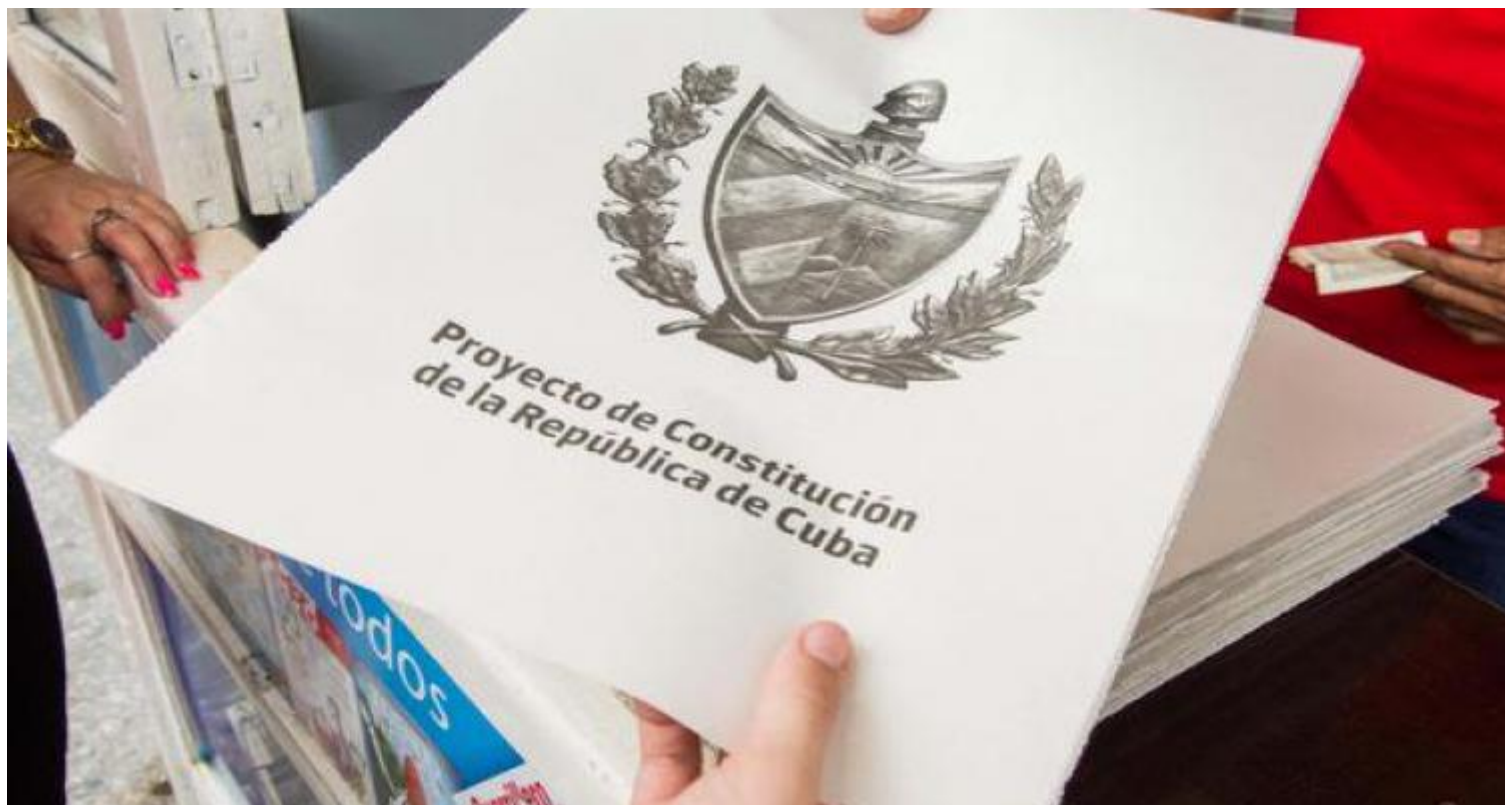 Proyecto de Constitución
de la República de Cuba
todos